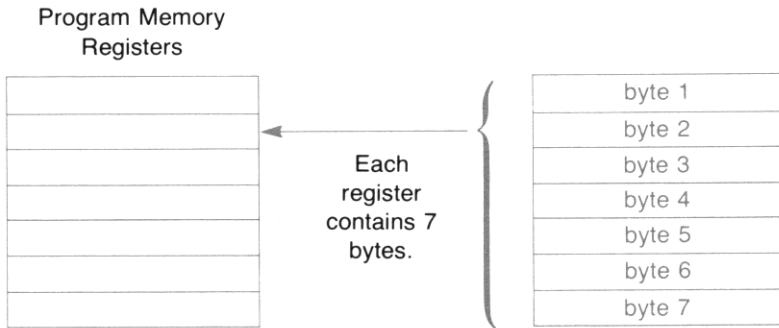 Program Memory
Registers
Each
register
contains 7
bytes.
byte 1
byte 2
byte 3
byte 4
byte 5
byte 6
byte 7